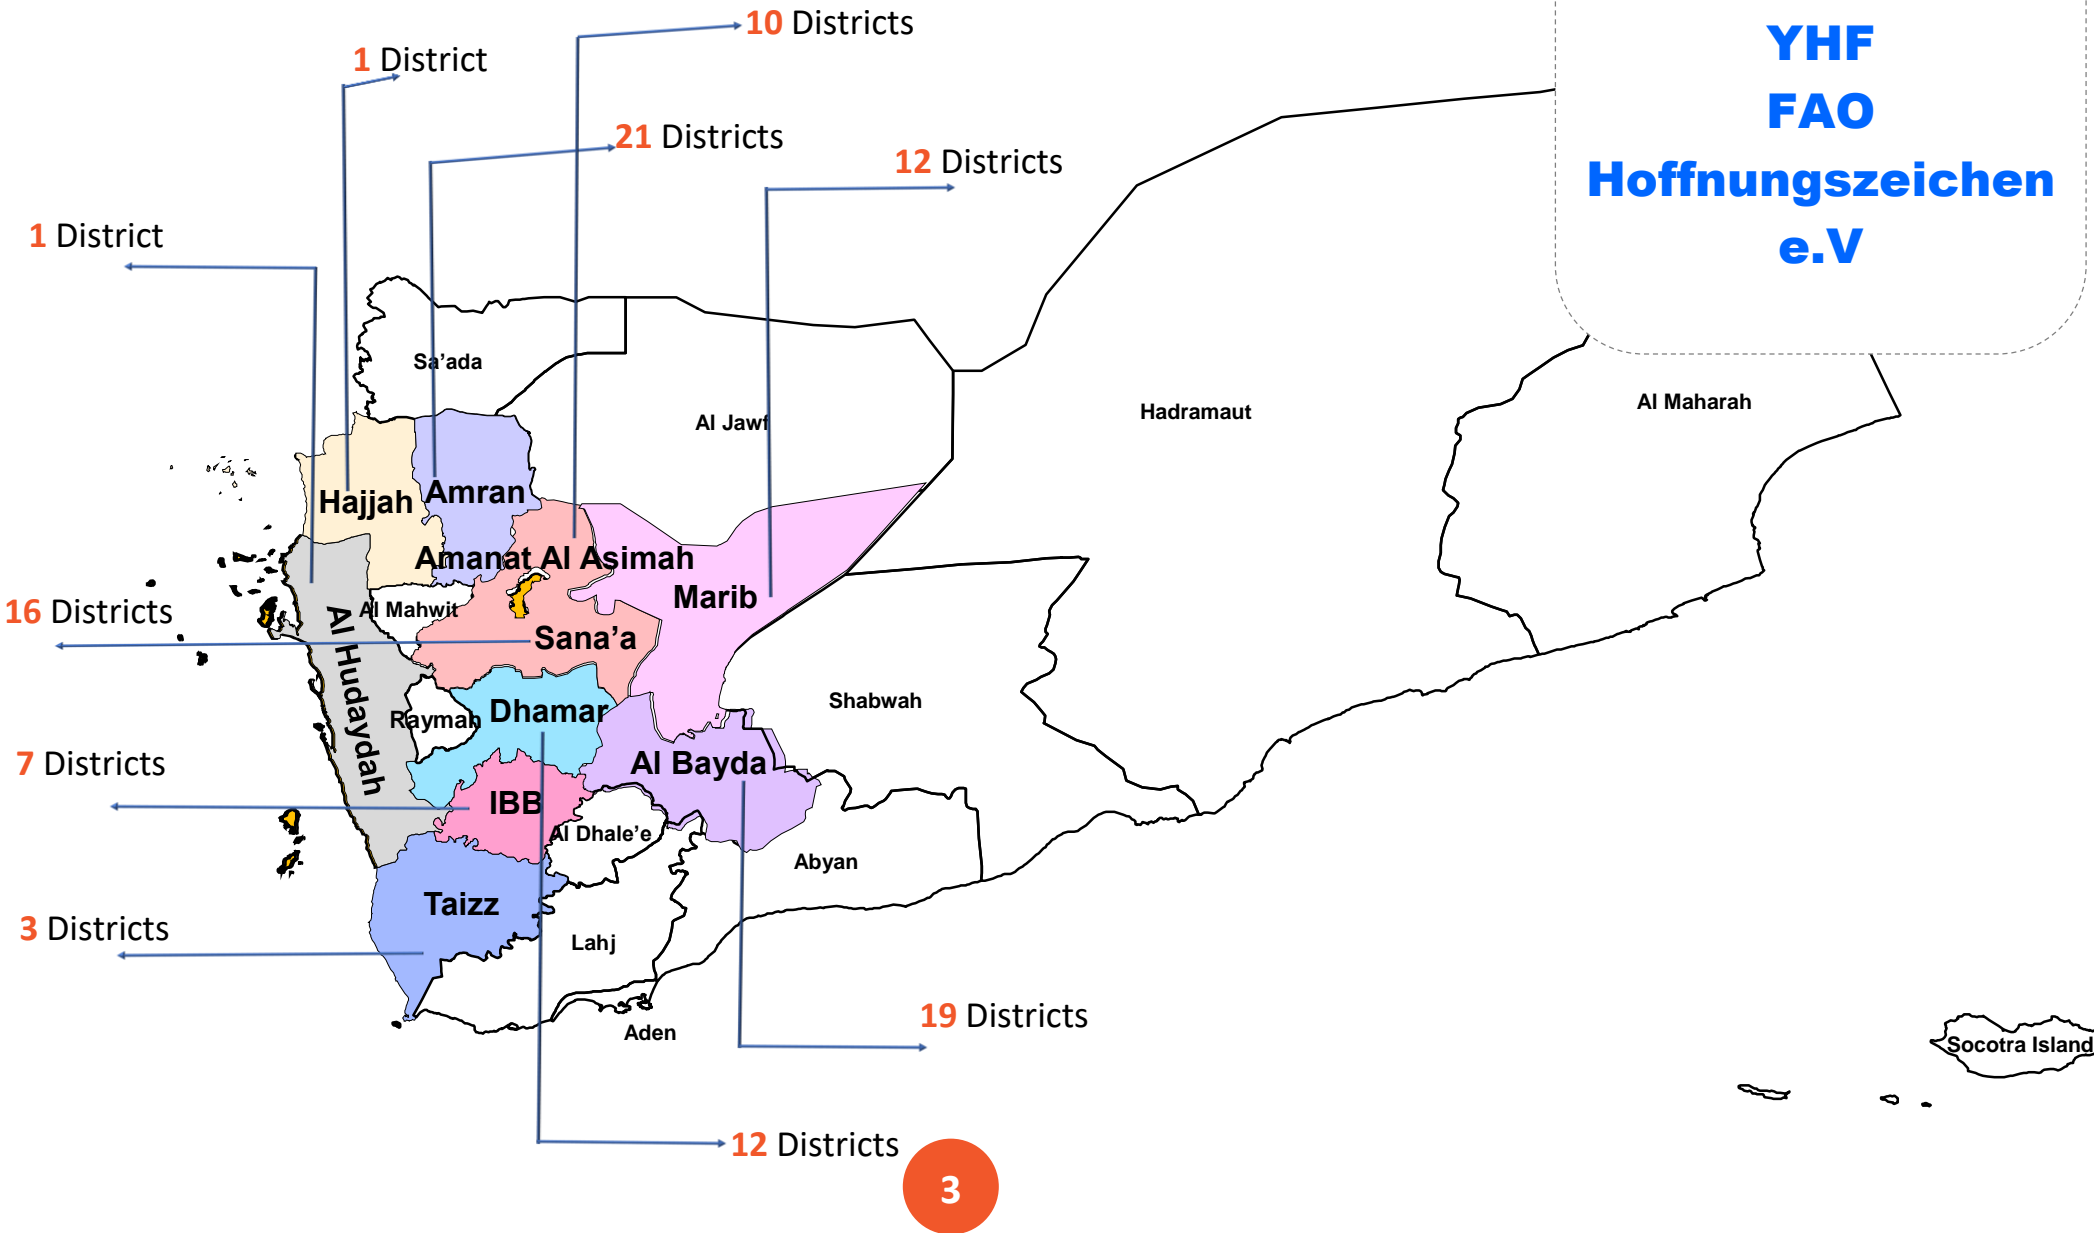 10 Districts
YHF
1 District
FAO
21 Districts
12 Districts
Hoffnungszeichen
e.V
1 District
Sa'ada
Al Jawf
Hadramaut
Al Maharah
Hajjah
Amran
Amanat Al Asimah
Marib
Al Mahwit
16 Districts
Sana'a
Al Hudaydah
Raymah
Dhamar
Shabwah
7 Districts
Al Bayda
IBB
Al Dhale'e
Abyan
Taizz
3 Districts
Lahj
19 Districts
Aden
Socotra Island
12 Districts
3